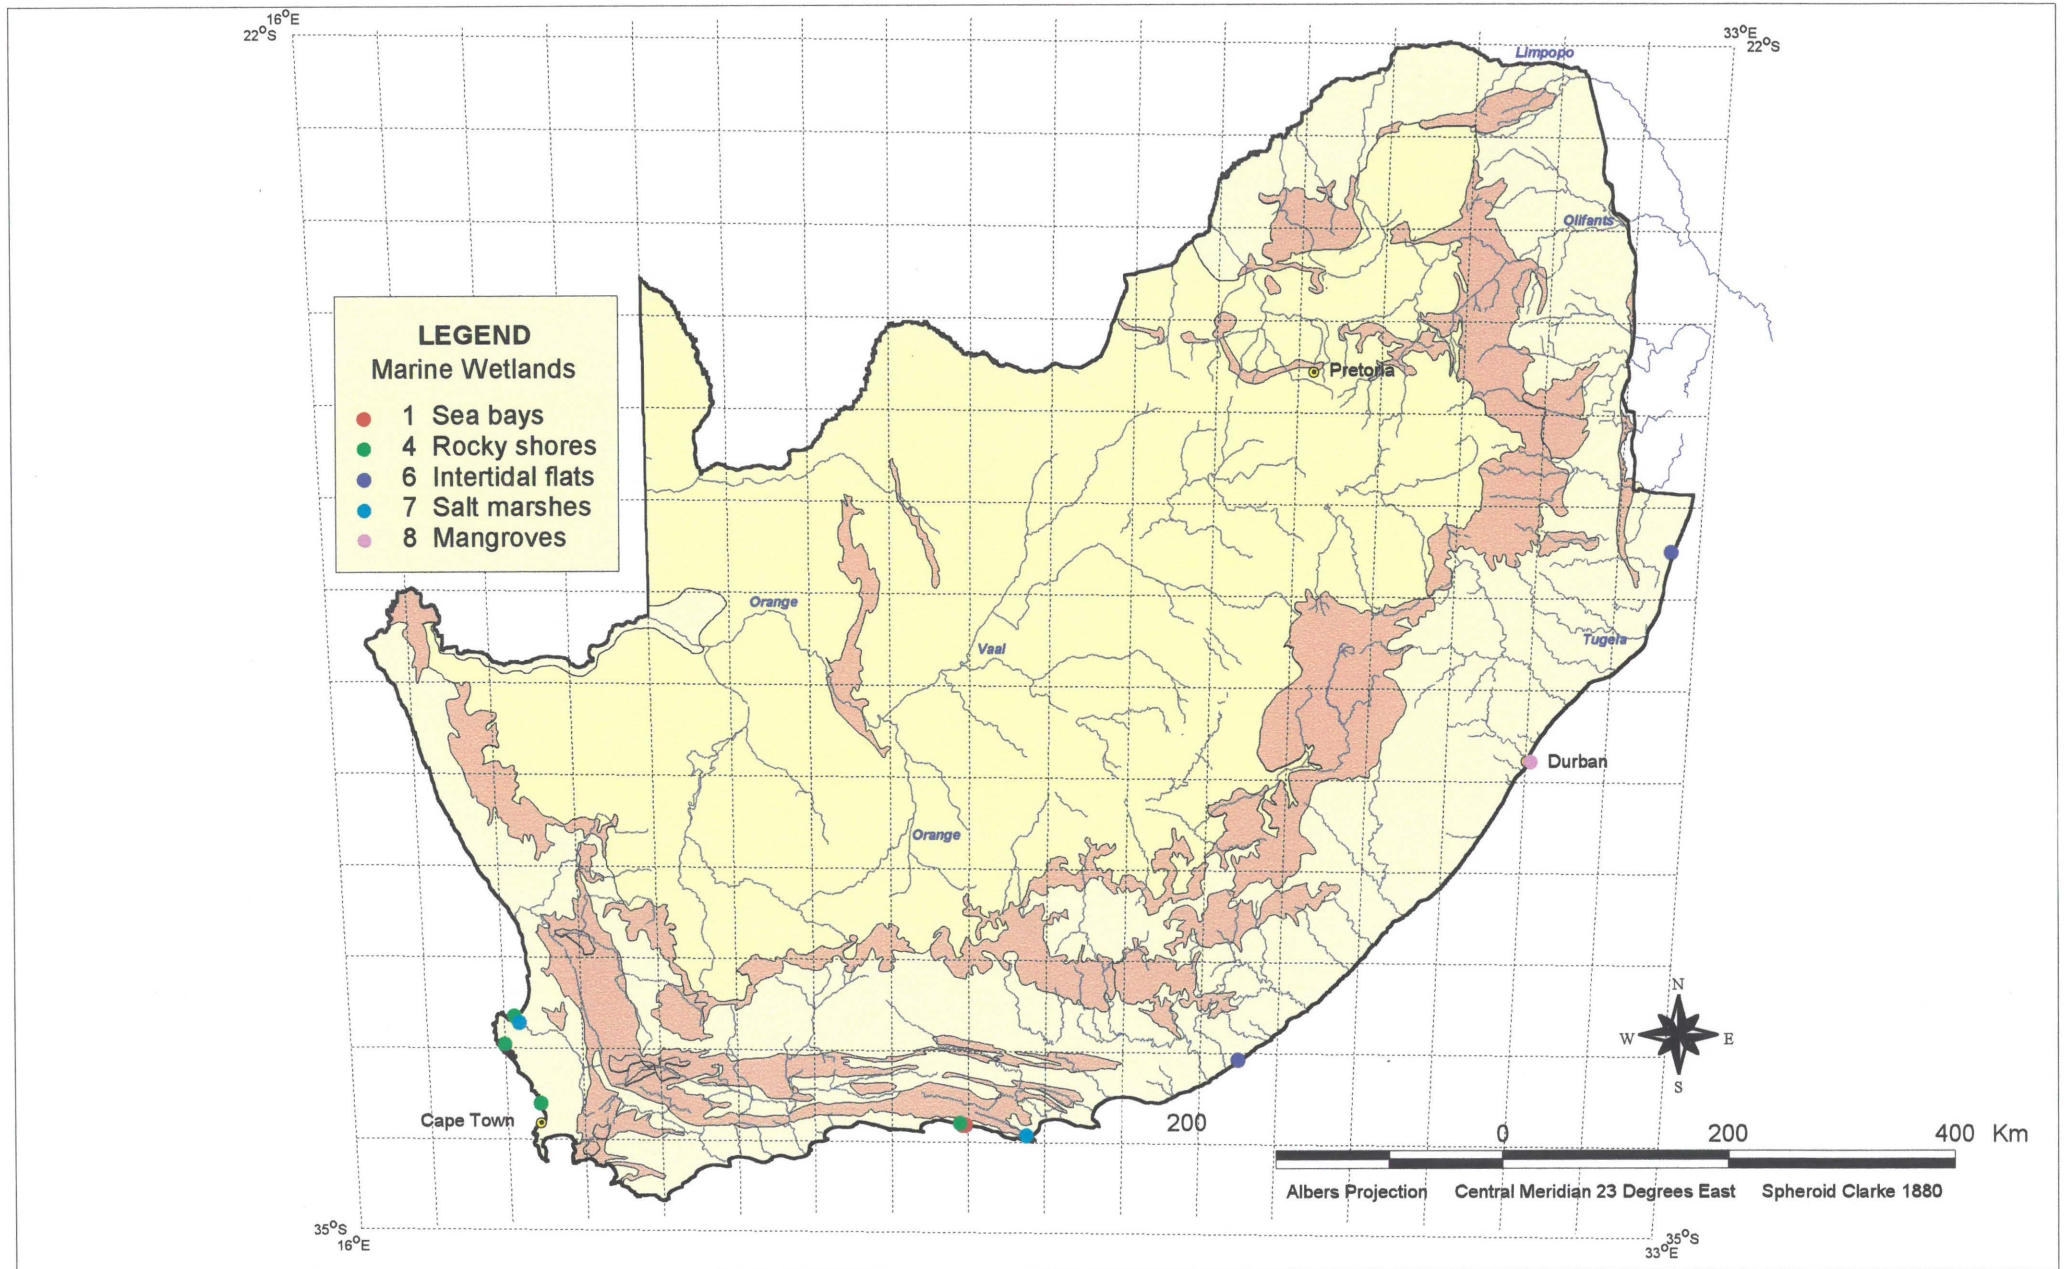 16°E
22°S
33°E
22°S
Limpopo
Olifants
LEGEND
Marine Wetlands
1 Sea bays
4 Rocky shores
6 Intertidal flats
7 Salt marshes
8 Mangroves
Pretoria
Orange
Vaal
Tugela
Durban
Orange
N
W E
S
Cape Town
200 0 200 400 Km
Albers Projection Central Meridian 23 Degrees East Spheroid Clarke 1880
35°S
16°E
35°S
33°E